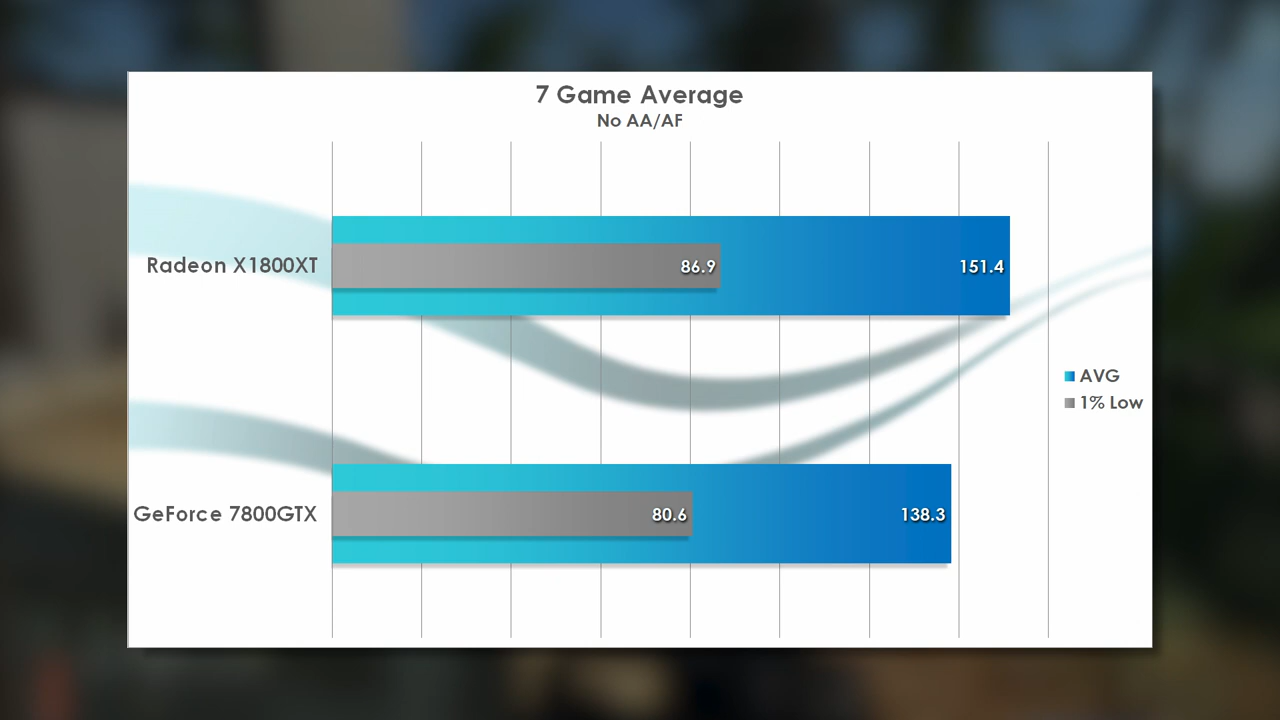 7 Game Average
No AA/AF
Radeon X1800XT
86.9
151.4
AVG
1% Low
GeForce 7800GTX
80.6
138.3